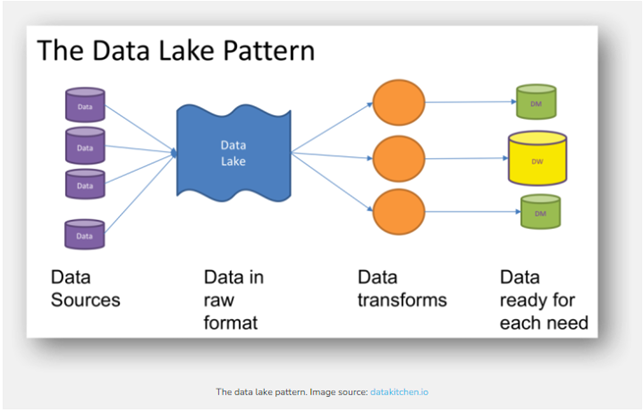 The Data Lake Pattern
Data
Data
Data
Data
Data
Lake
DM
DW
DM
Data
Sources
Data in
raw
format
Data
transforms
Data
ready for
each need
The data lake pattern. Image source: datakitchen.io